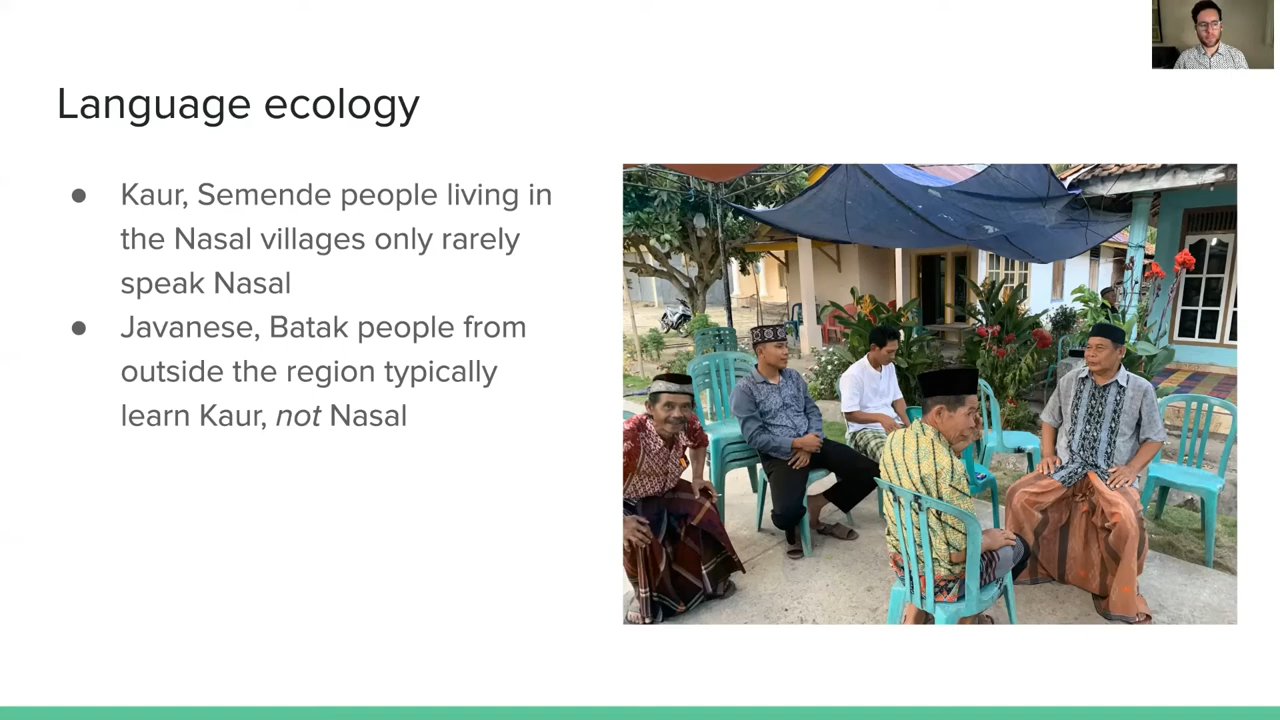 Language ecology
● Kaur, Semende people living in
the Nasal villages only rarely
speak Nasal
● Javanese, Batak people from
outside the region typically
learn Kaur, not Nasal